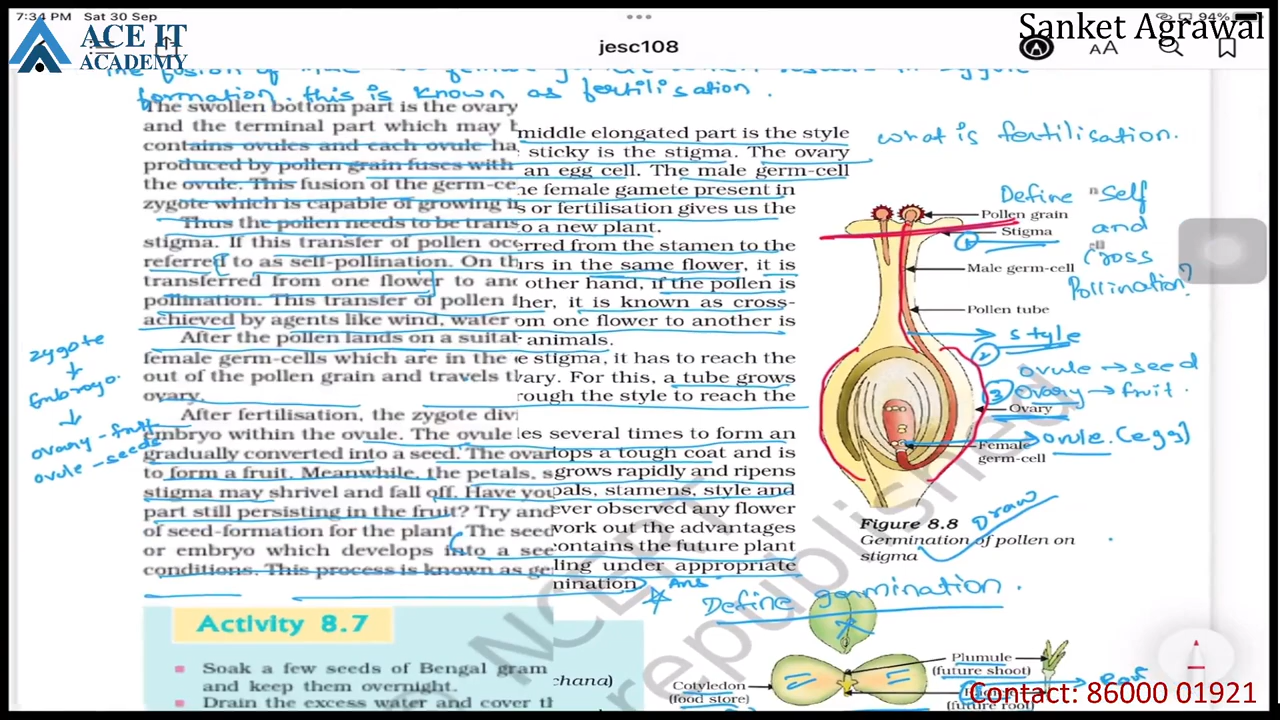 7:34 PM Sat 30 Sep
94%
ACE IT
ACADEMY
jesc108
Sanket Agrawal
AA
formation. this is known as fertilisation.
The swollen bottom part is the ovary
and the terminal part which may b
contains ovules and each ovule ha
produced by pollen grain fuses with
the ovule. This fusion of the germ-ce
zygote which is capable of growing i
Thus the pollen needs to be trans
stigma. If this transfer of pollen occ
referred to as self-pollination. On th
transferred from one flower to an
pollination. This transfer of pollen f
achieved by agents like wind, water
After the pollen lands on a suitab
female germ-cells which are in the
out of the pollen grain and travels t
ovary.
After fertilisation, the zygote divi
embryo within the ovule. The ovule
gradually converted into a seed. The ovar
to form a fruit. Meanwhile, the petals, s
stigma may shrivel and fall off. Have you
part still persisting in the fruit? Try and
of seed-formation for the plant. The seed
or embryo which develops into a see
conditions. This process is known as ge
middle elongated part is the style
sticky is the stigma. The ovary
an egg cell. The male germ-cell
he female gamete present in
s or fertilisation gives us the
o a new plant.
erred from the stamen to the
rs in the same flower, it is
other hand, if the pollen is
her, it is known as cross-
om one flower to another is
animals.
e stigma, it has to reach the
vary. For this, a tube grows
rough the style to reach the
les several times to form an
lops a tough coat and is
grows rapidly and ripens
pals, stamens, style and
ever observed any flower
work out the advantages
contains the future plant
ling under appropriate
mination
Ans
zygote
Embroyo.
ovary - fruit
ovule - seeds
what is fertilisation.
Define Self
and
Cross
Pollination?
Pollen grain
Stigma
1
Male germ-cell
Pollen tube
style
2
ovule → seed
3 Ovary → fruit.
Ovary
Female
germ-cell
ovule. (egg)
Figure 8.8
Germination of pollen on
stigma
Draw
Define germination.
NCERT
republished
Activity 8.7
Soak a few seeds of Bengal gram
and keep them overnight.
Drain the excess water and cover th
chana)
Cotyledon
(food store)
Plumule
(future shoot)
(future root)
Contact: 86000 01921